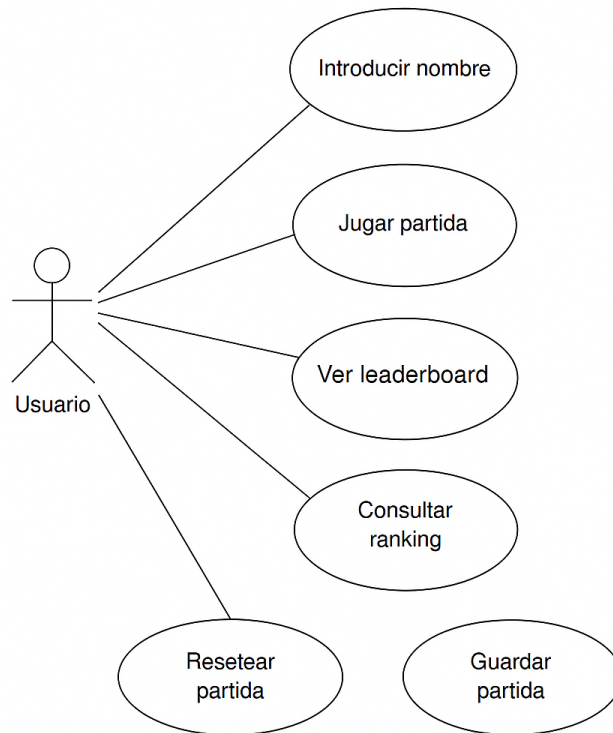 Introducir nombre
Jugar partida
Usuario
Ver leaderboard
Consultar
ranking
Resetear
partida
Guardar
partida